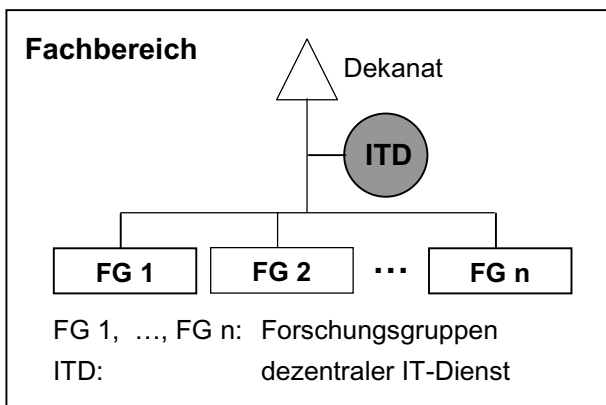 Fachbereich
Dekanat
ITD
FG 1 FG 2 ... FG n
FG 1, ..., FG n: Forschungsgruppen
ITD: dezentraler IT-Dienst